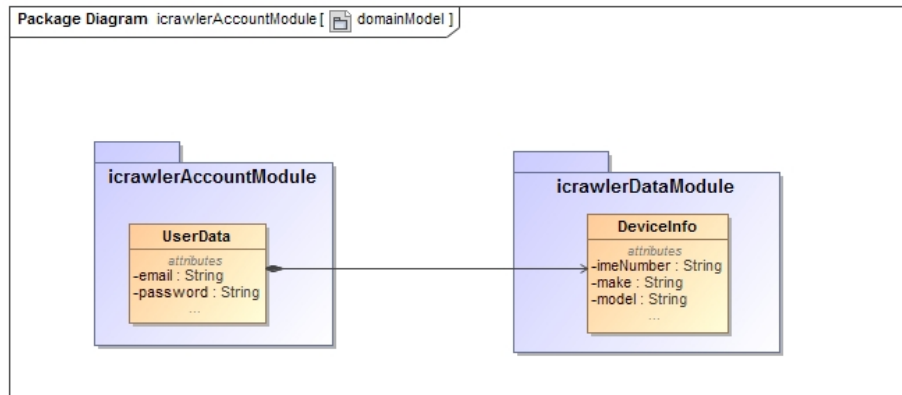 Package Diagram icrawlerAccountModule [ domainModel ]
icrawlerAccountModule
UserData
attributes
-email : String
-password : String
...
icrawlerDataModule
DeviceInfo
attributes
-imeNumber : String
-make : String
-model : String
...